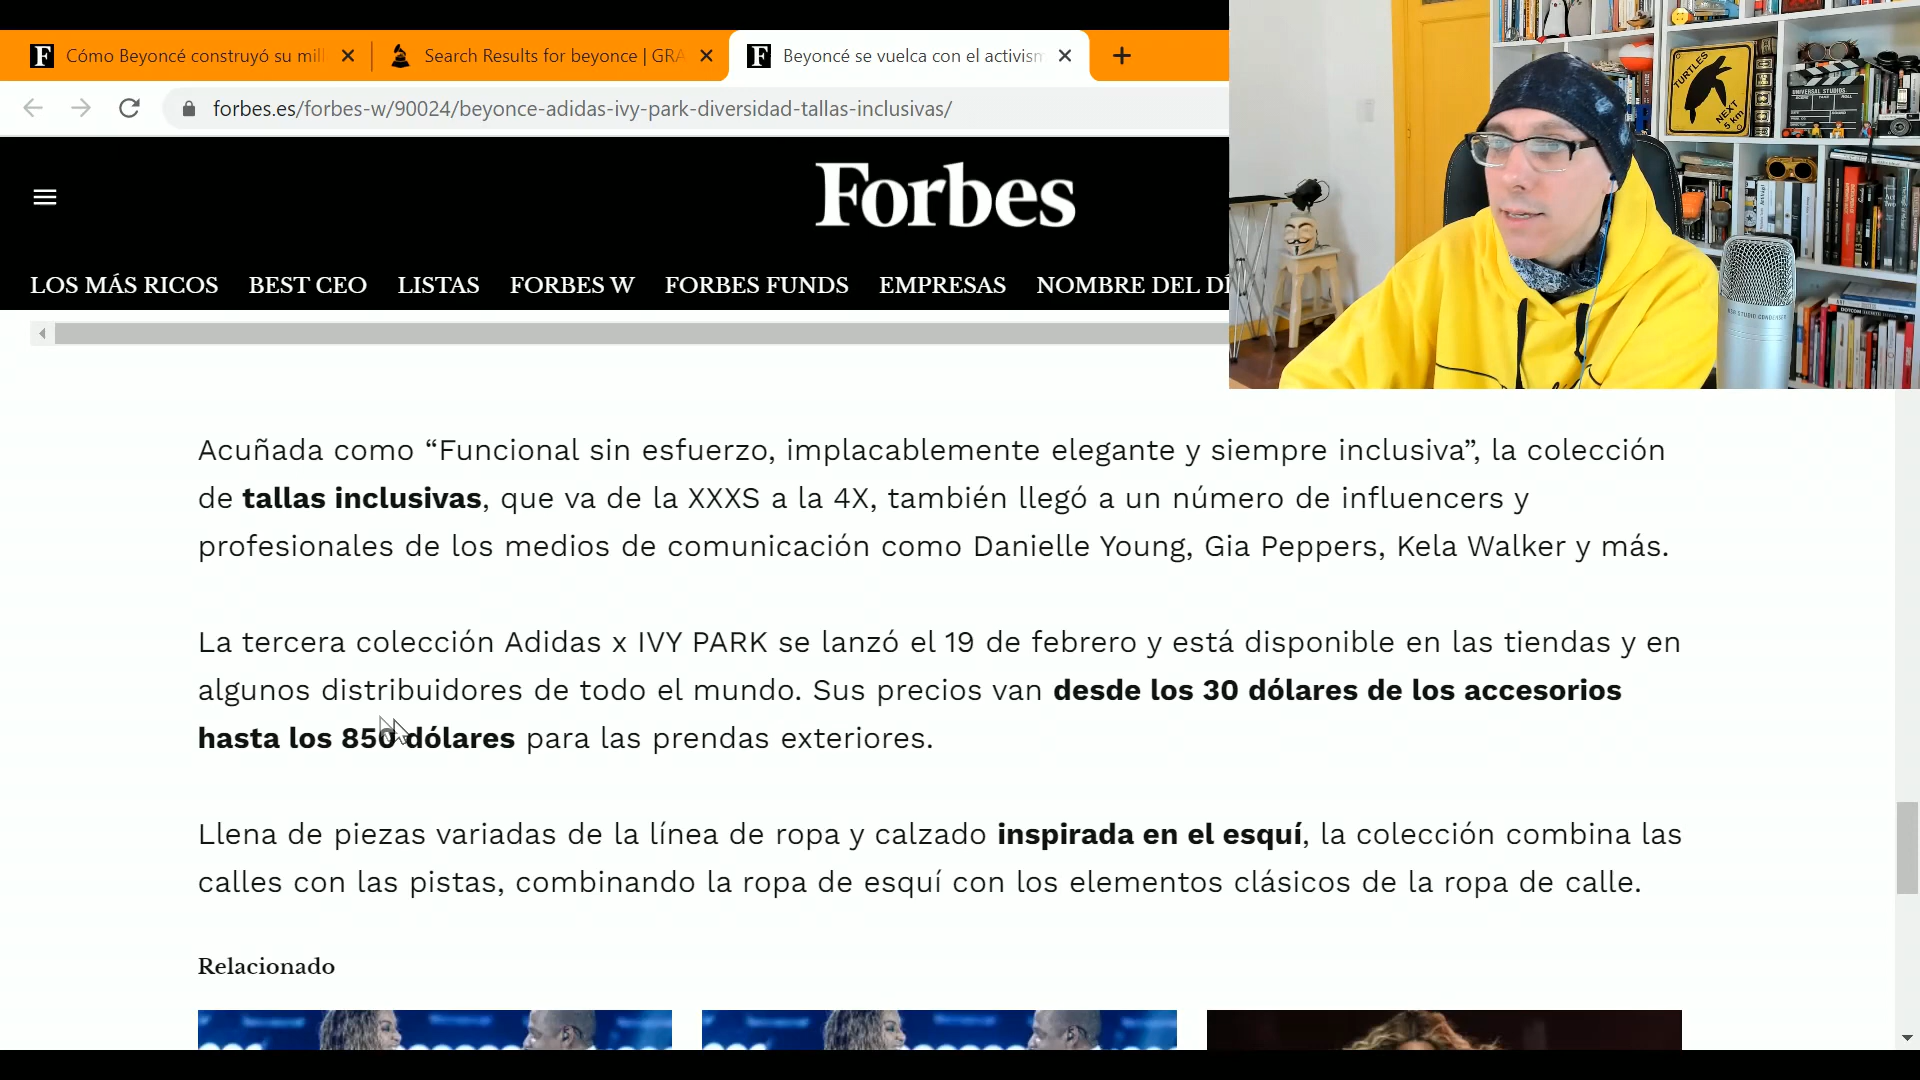 Cómo Beyoncé construyó su mill
Search Results for beyonce | GRA
Beyoncé se vuelca con el activism
forbes.es/forbes-w/90024/beyonce-adidas-ivy-park-diversidad-tallas-inclusivas/
Forbes
LOS MÁS RICOS BEST CEO LISTAS FORBES W FORBES FUNDS EMPRESAS NOMBRE DEL DÍ
TURTLES
NEXT
5 km
UNIVERSAL STUDIOS
Acuñada como “Funcional sin esfuerzo, implacablemente elegante y siempre inclusiva”, la colección
de tallas inclusivas, que va de la XXXS a la 4X, también llegó a un número de influencers y
profesionales de los medios de comunicación como Danielle Young, Gia Peppers, Kela Walker y más.
La tercera colección Adidas x IVY PARK se lanzó el 19 de febrero y está disponible en las tiendas y en
algunos distribuidores de todo el mundo. Sus precios van desde los 30 dólares de los accesorios
hasta los 850 dólares para las prendas exteriores.
Llena de piezas variadas de la línea de ropa y calzado inspirada en el esquí, la colección combina las
calles con las pistas, combinando la ropa de esquí con los elementos clásicos de la ropa de calle.
Relacionado